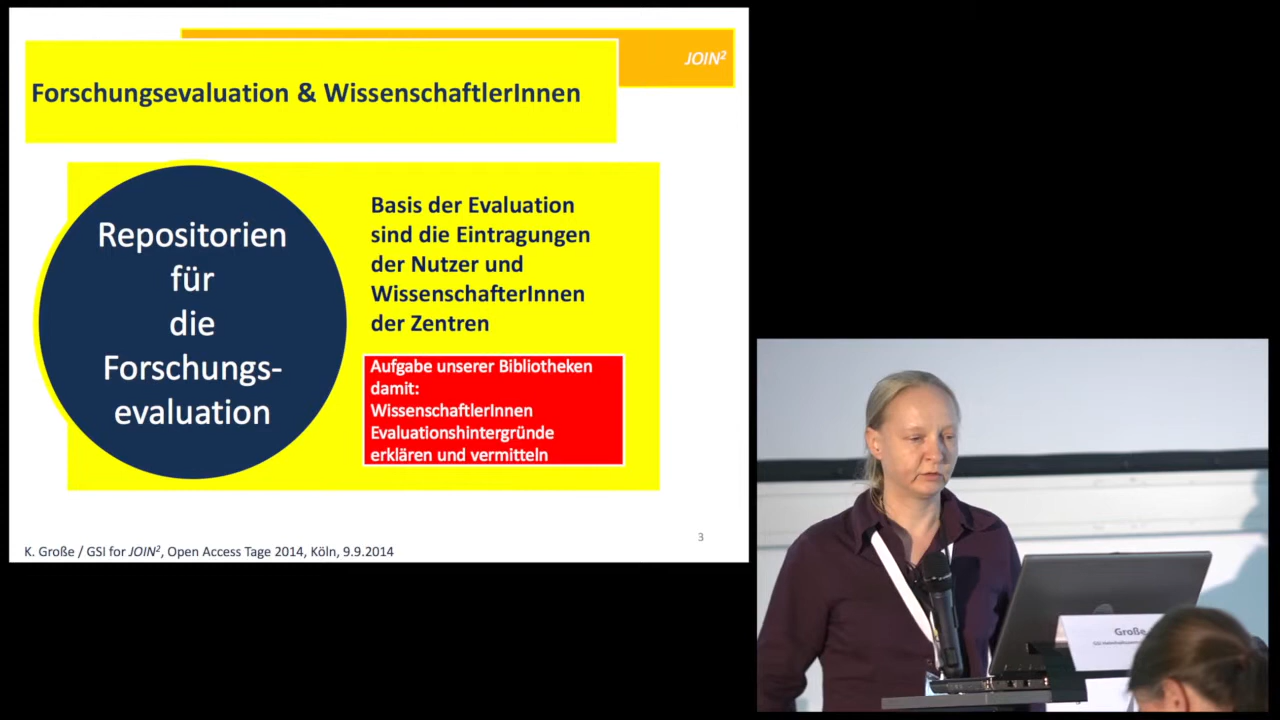 JOIN²
Forschungsevaluation & WissenschaftlerInnen
Repositorien
für
die
Forschungs-
evaluation
Basis der Evaluation
sind die Eintragungen
der Nutzer und
WissenschafterInnen
der Zentren
Aufgabe unserer Bibliotheken
damit:
WissenschaftlerInnen
Evaluationshintergründe
erklären und vermitteln
3
K. Große / GSI for JOIN², Open Access Tage 2014, Köln, 9.9.2014
Große